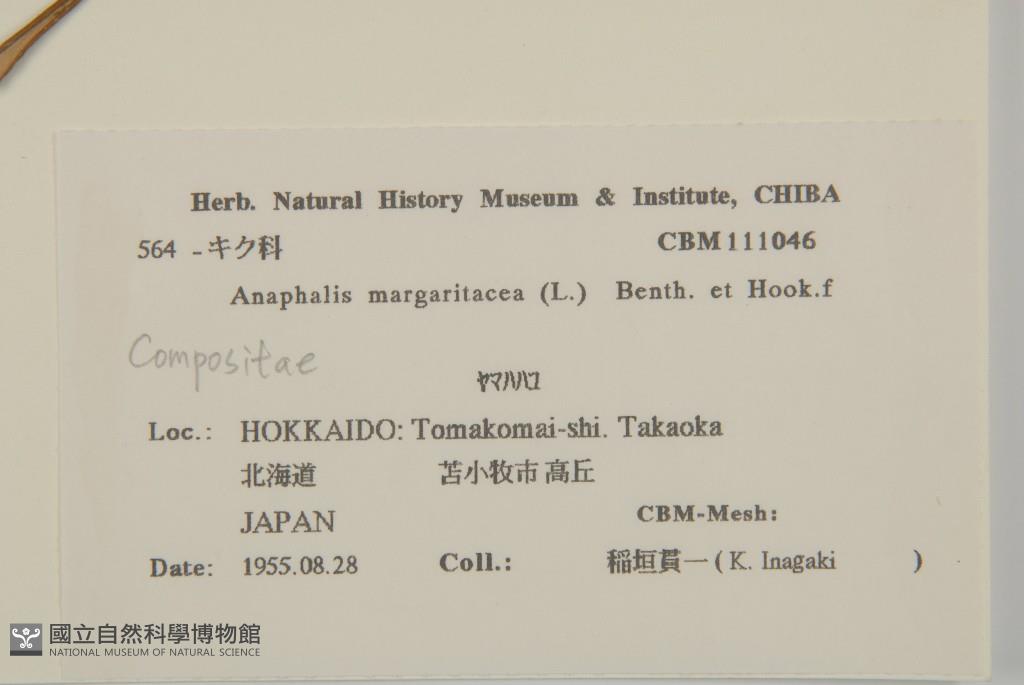 Herb. Natural History Museum & Institute, CHIBA
564 -キク科 CBM111046
Anaphalis margaritacea (L.) Benth. et Hook.f
Compositae
ﾔﾏﾊﾊｺ
Loc.: HOKKAIDO: Tomakomai-shi. Takaoka
北海道 苫小牧市 高丘
JAPAN
CBM-Mesh:
Date: 1955.08.28 Coll.: 稲垣貫一 ( K. Inagaki )
國立自然科學博物館
NATIONAL MUSEUM OF NATURAL SCIENCE